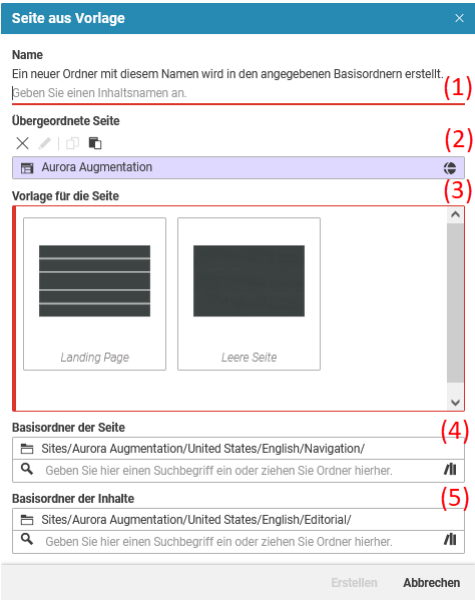 Seite aus Vorlage
Name
Ein neuer Ordner mit diesem Namen wird in den angegebenen Basisordnern erstellt.
Geben Sie einen Inhaltsnamen an.
(1)
Übergeordnete Seite
(2)
Aurora Augmentation
Vorlage für die Seite
(3)
Landing Page
Leere Seite
Basisordner der Seite
(4)
Sites/Aurora Augmentation/United States/English/Navigation/
Geben Sie hier einen Suchbegriff ein oder ziehen Sie Ordner hierher.
Basisordner der Inhalte
(5)
Sites/Aurora Augmentation/United States/English/Editorial/
Geben Sie hier einen Suchbegriff ein oder ziehen Sie Ordner hierher.
Erstellen Abbrechen